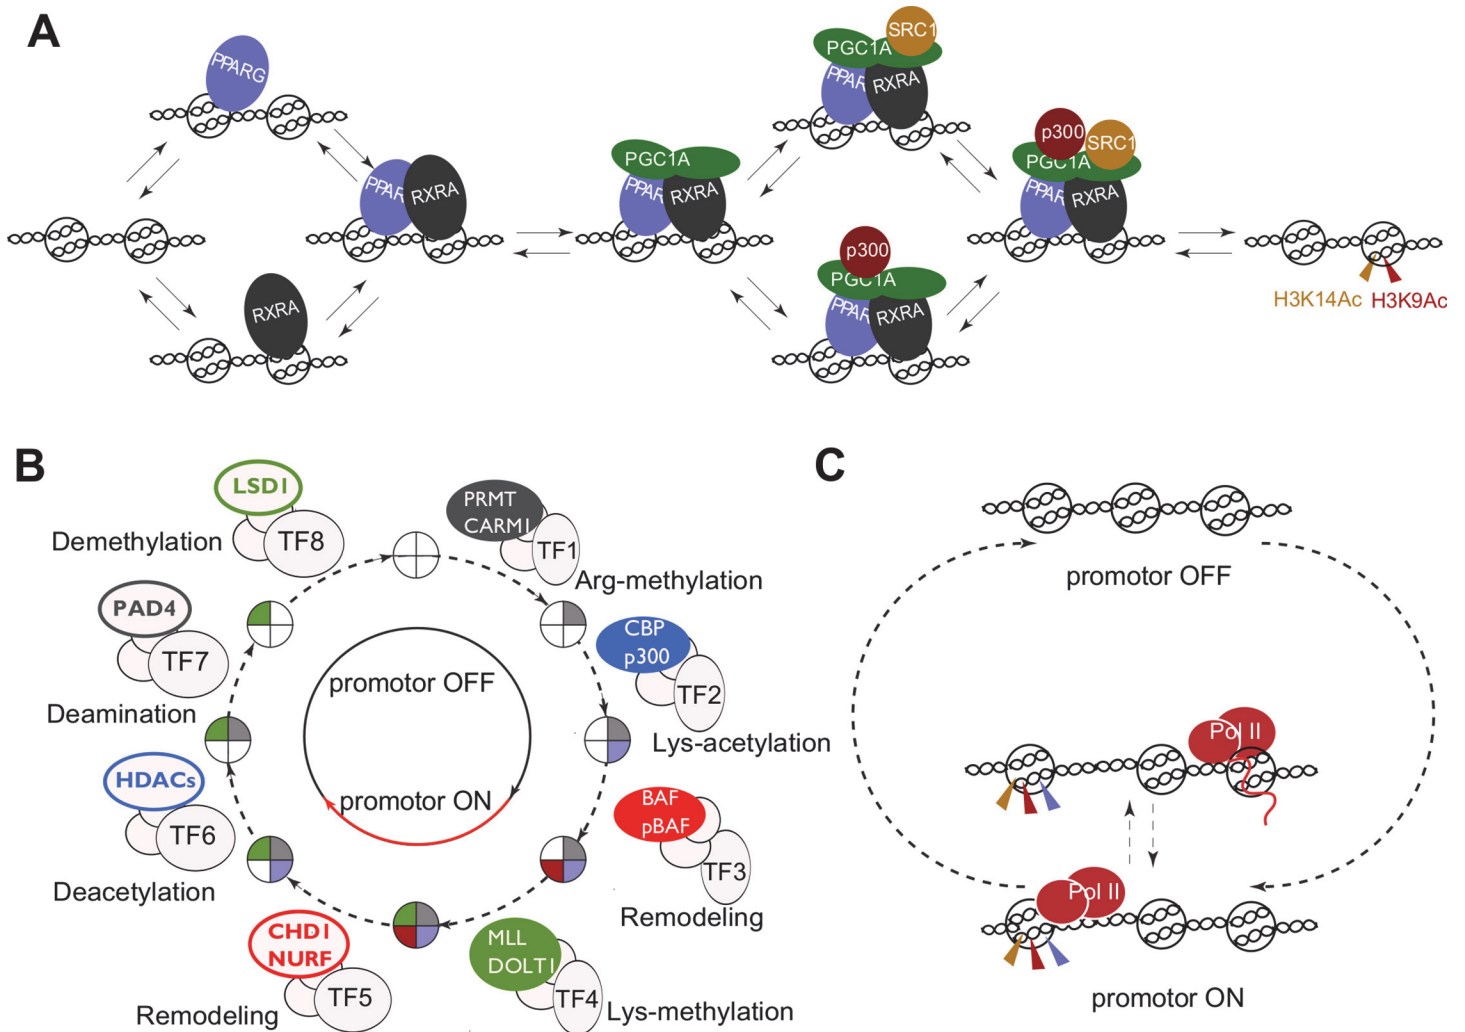 A
PPARG
PPAR
RXRA
RXRA
PGC1A
PPAR
RXRA
SRC1
PGC1A
PPAR
RXRA
p300
PGC1A
PPAR
RXRA
p300
SRC1
PGC1A
PPAR
RXRA
H3K14Ac H3K9Ac
B
LSD1
TF8
Demethylation
PRMT
CARM1
TF1
Arg-methylation
PAD4
TF7
Deamination
CBP
p300
TF2
Lys-acetylation
promotor OFF
promotor ON
HDACs
TF6
Deacetylation
BAF
pBAF
TF3
Remodeling
CHD1
NURF
TF5
Remodeling
MLL
DOLT1
TF4
Lys-methylation
C
promotor OFF
Pol II
Pol II
promotor ON